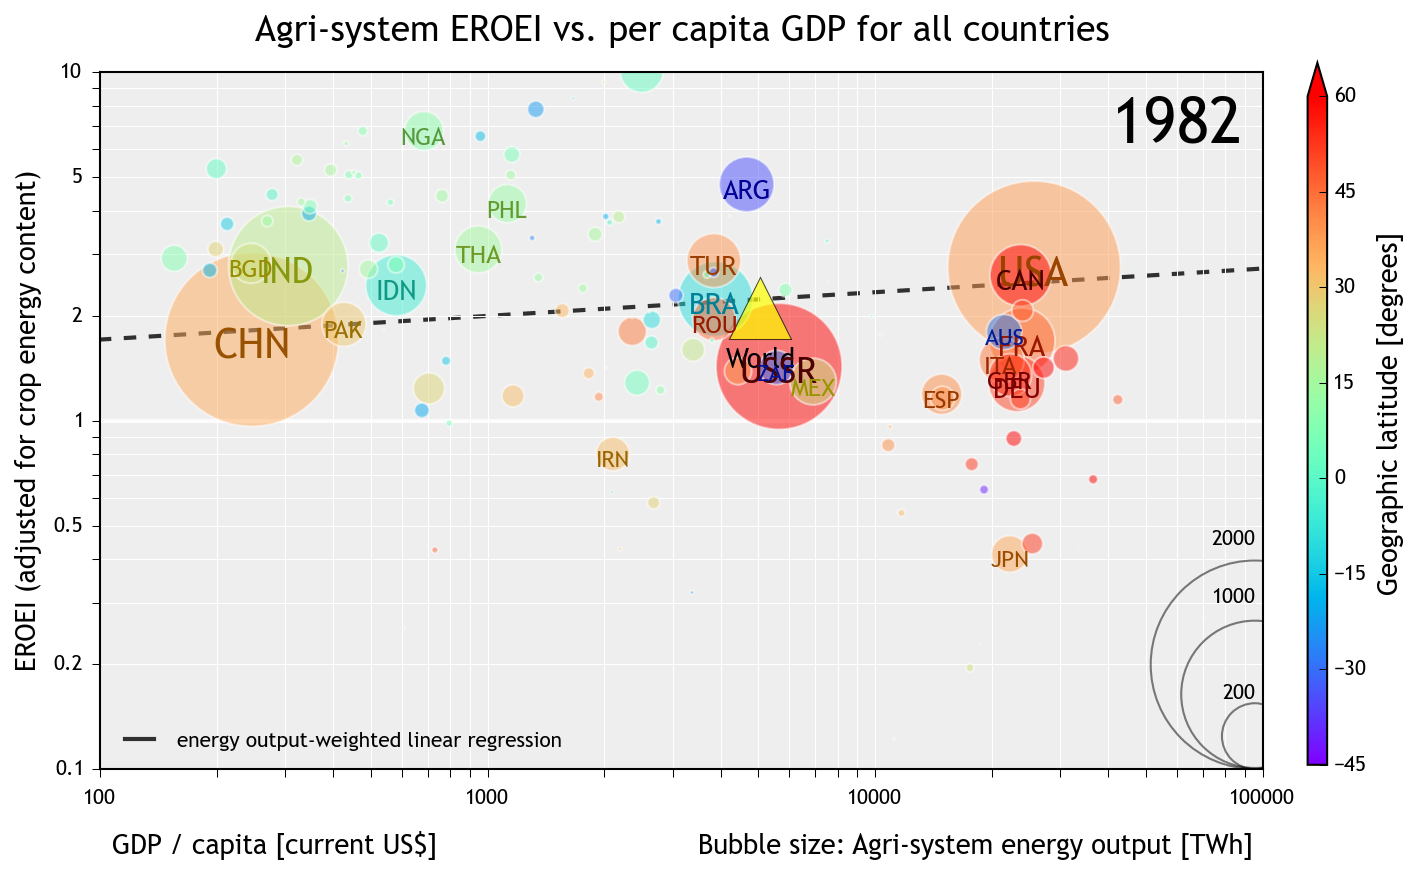 Agri-system EROEI vs. per capita GDP for all countries
1982
EROEI (adjusted for crop energy content)
10
5
2
1
0.5
0.2
0.1
NGA
ARG
PHL
THA
TUR
BGD
IND
IDN
USA
CAN
BRA
ROU
PAK
CHN
World
USSR
ZAF
MEX
AUS
FRA
ITA
GBR
DEU
ESP
IRN
JPN
2000
1000
200
energy output-weighted linear regression
100
1000
10000
100000
GDP / capita [current US$]
Bubble size: Agri-system energy output [TWh]
60
45
30
15
0
−15
−30
−45
Geographic latitude [degrees]